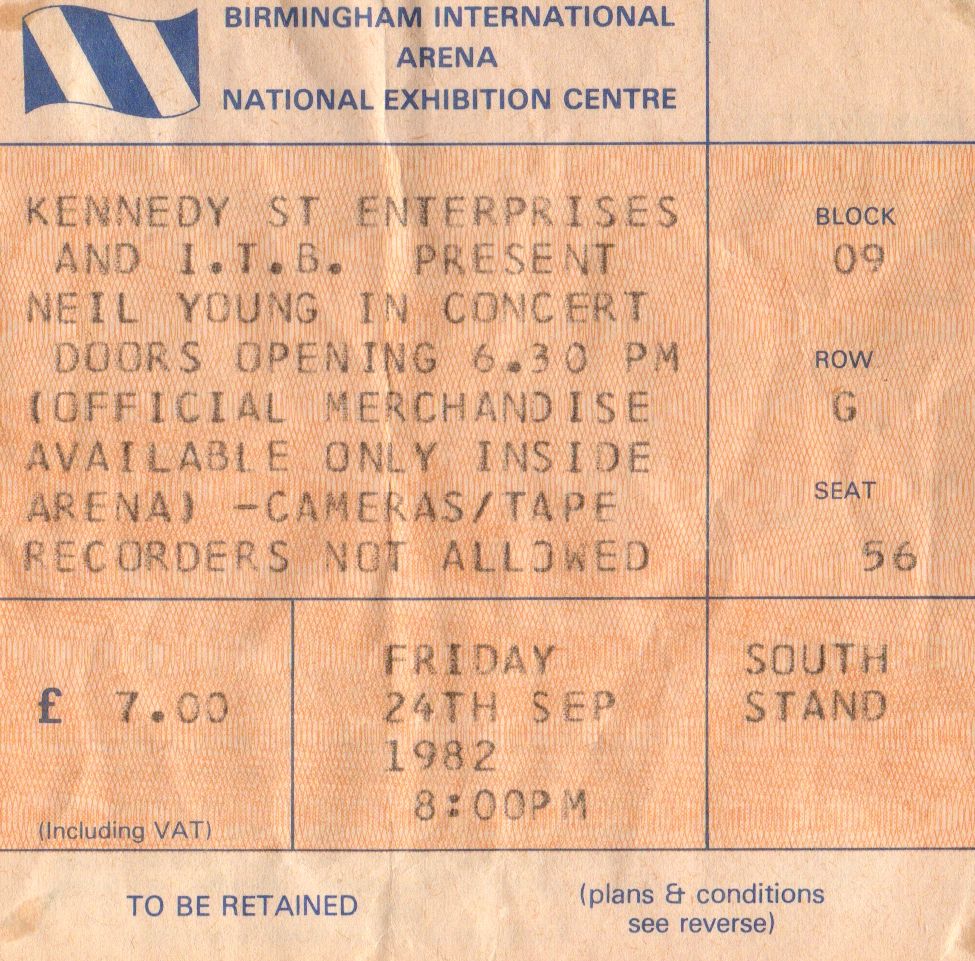 BIRMINGHAM INTERNATIONAL
ARENA
NATIONAL EXHIBITION CENTRE
KENNEDY ST ENTERPRISES
AND I.T.B. PRESENT
NEIL YOUNG IN CONCERT
DOORS OPENING 6.30 PM
(OFFICIAL MERCHANDISE
AVAILABLE ONLY INSIDE
ARENA) -CAMERAS/TAPE
RECORDERS NOT ALLOWED
BLOCK
09
ROW
G
SEAT
56
£ 7.00
(Including VAT)
FRIDAY
24TH SEP
1982
8:00PM
SOUTH
STAND
TO BE RETAINED
(plans & conditions
see reverse)